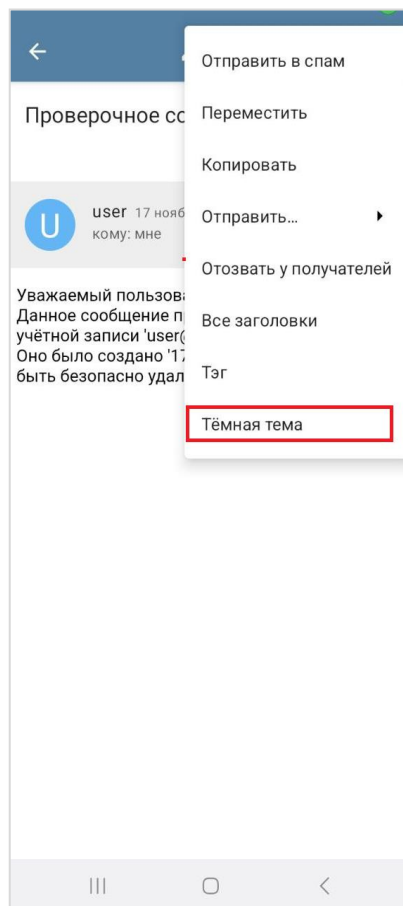 Отправить в спам
Проверочное со
Переместить
Копировать
U
user 17 нояб
кому: мне
Отправить...
Отозвать у получателей
Уважаемый пользова
Данное сообщение п
учётной записи 'user@
Оно было создано '17
быть безопасно удал
Все заголовки
Тэг
Тёмная тема